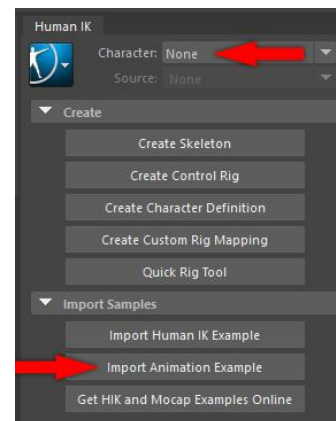 Human IK
Character: None
Source: None
Create
Create Skeleton
Create Control Rig
Create Character Definition
Create Custom Rig Mapping
Quick Rig Tool
Import Samples
Import Human IK Example
Import Animation Example
Get HIK and Mocap Examples Online